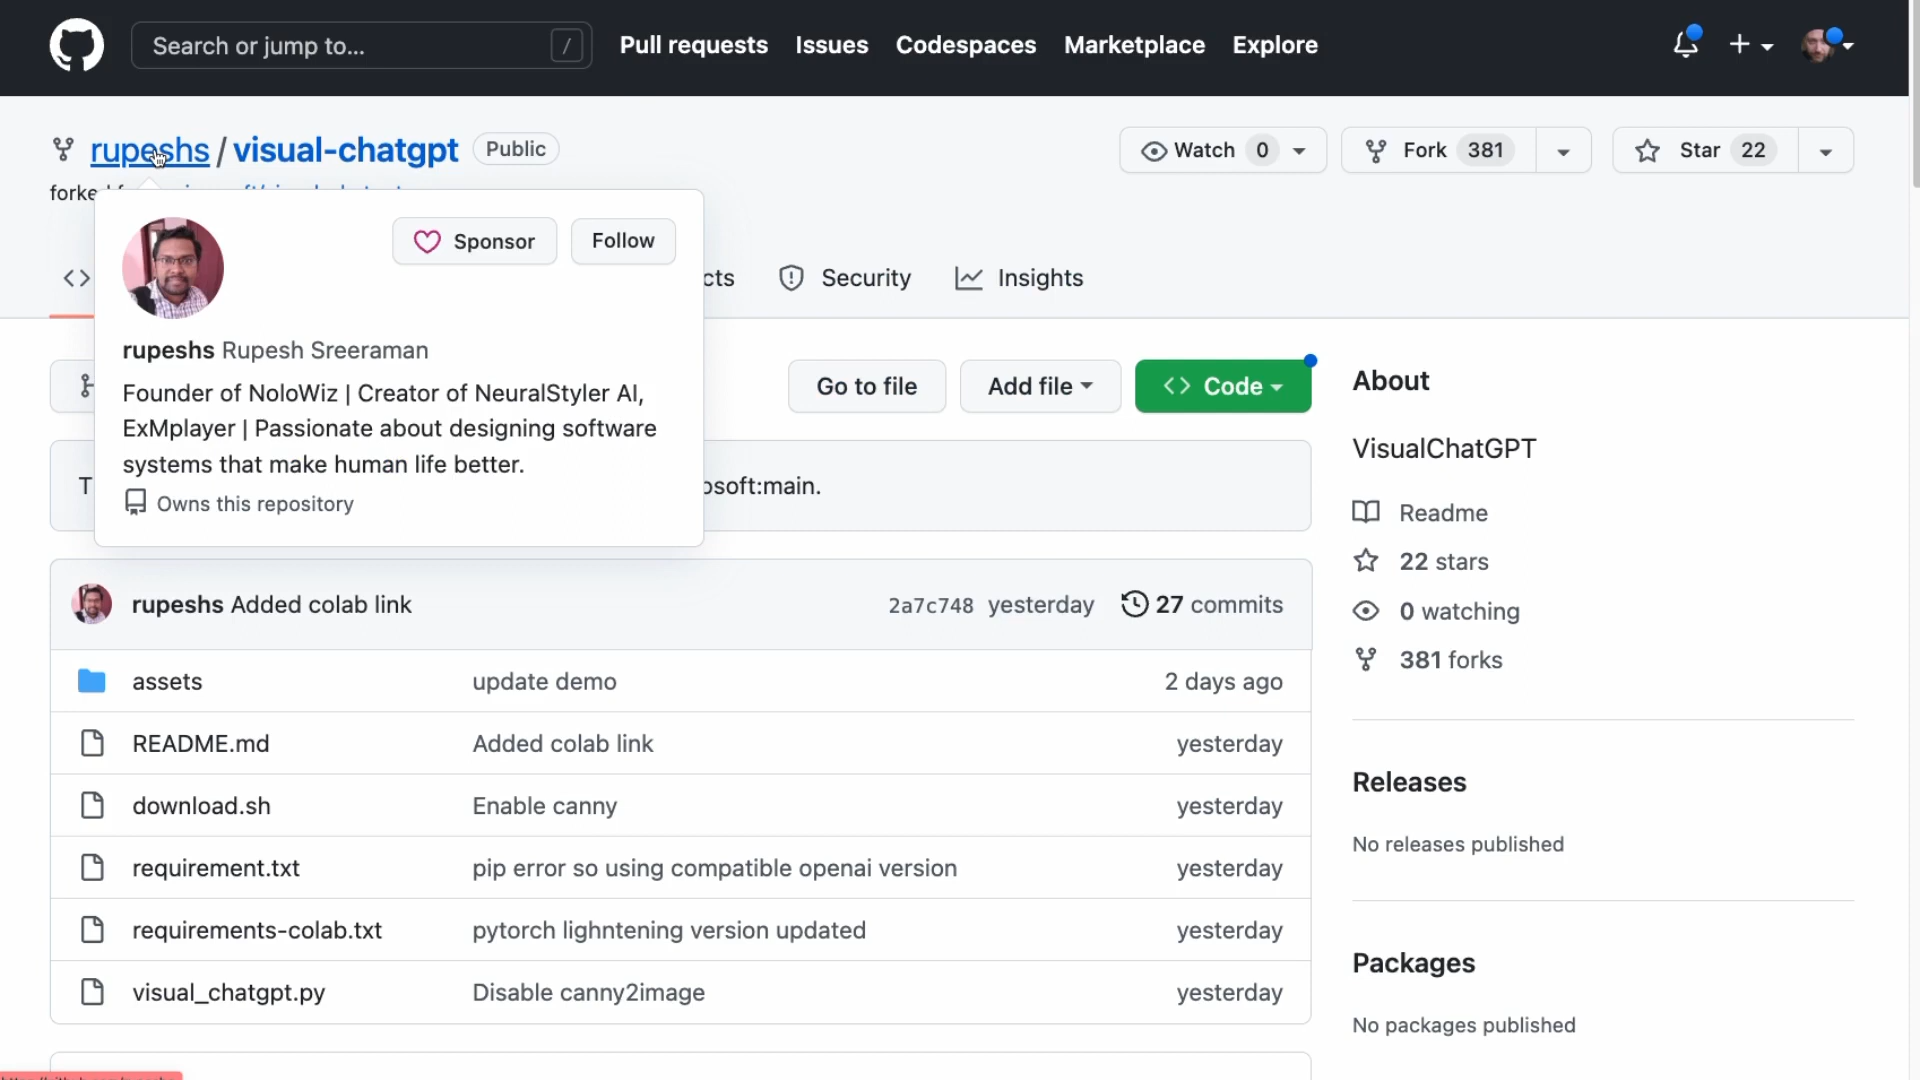 Search or jump to... /
Pull requests Issues Codespaces Marketplace Explore
rupeshs / visual-chatgpt Public
Watch 0 Fork 381 Star 22
forke
Sponsor Follow
cts Security Insights
rupeshs Rupesh Sreeraman
Founder of NoloWiz | Creator of NeuralStyler AI,
ExMplayer | Passionate about designing software
systems that make human life better.
Owns this repository
Go to file Add file <> Code
T osoft:main.
rupeshs Added colab link 2a7c748 yesterday 27 commits
assets update demo 2 days ago
README.md Added colab link yesterday
download.sh Enable canny yesterday
requirement.txt pip error so using compatible openai version yesterday
requirements-colab.txt pytorch lighntening version updated yesterday
visual_chatgpt.py Disable canny2image yesterday
About
VisualChatGPT
Readme
22 stars
0 watching
381 forks
Releases
No releases published
Packages
No packages published